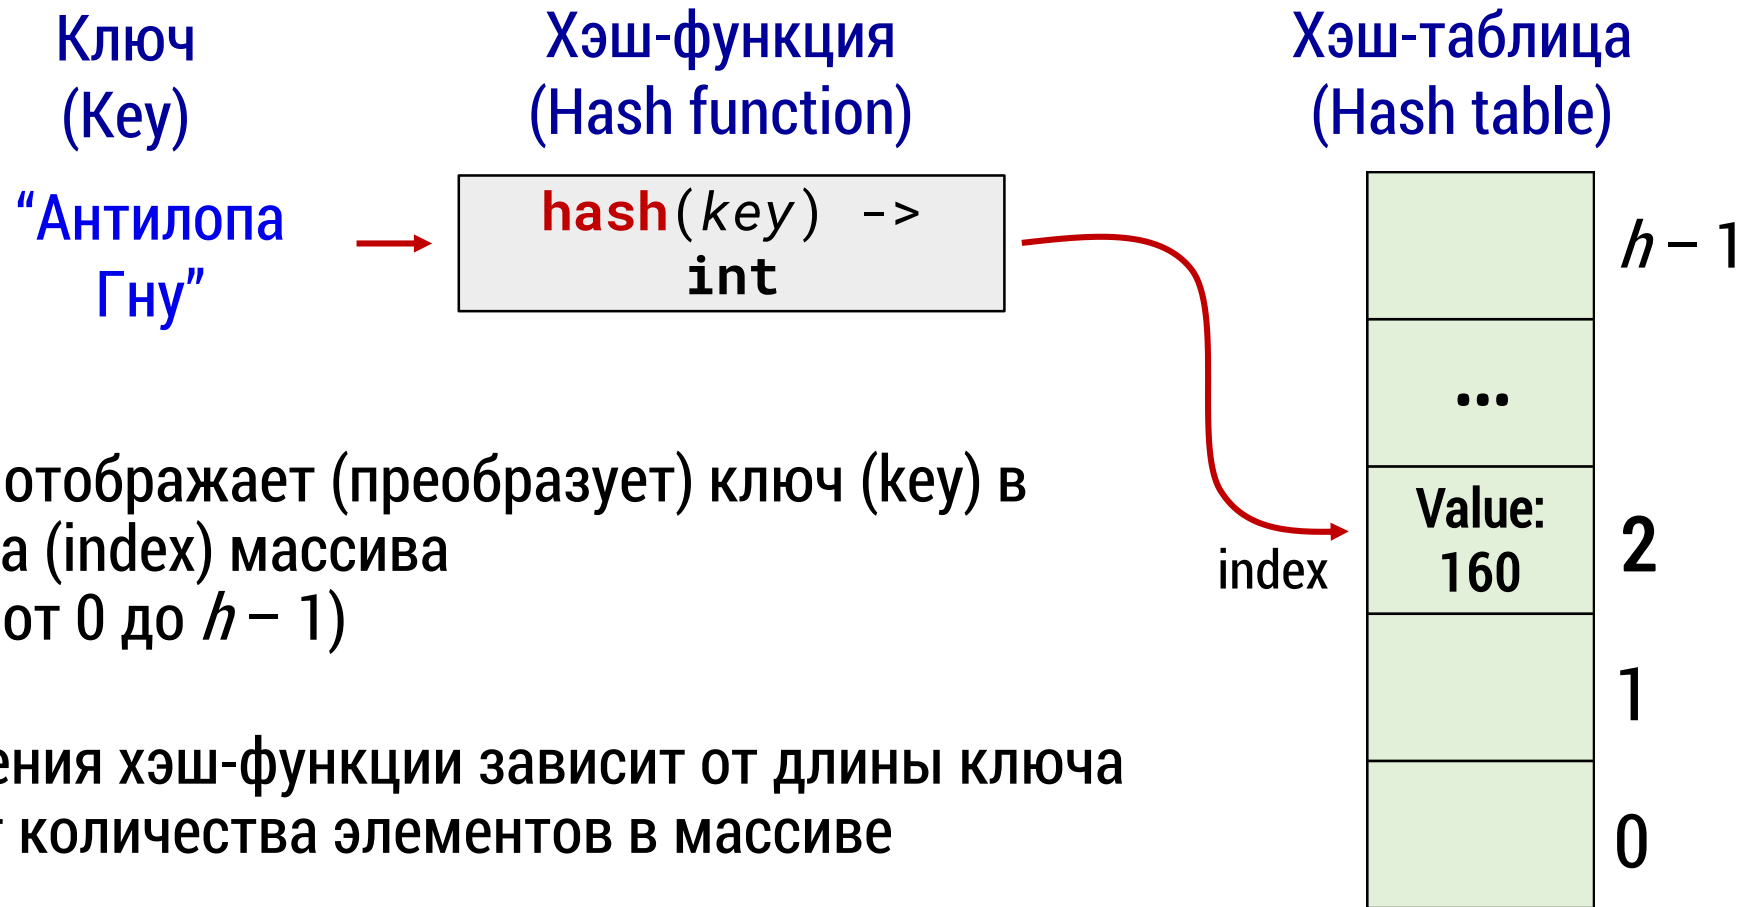 Ключ
(Key)
Хэш-функция
(Hash function)
Хэш-таблица
(Hash table)
“Антилопа
Гну”
hash(key) ->
int
h – 1
...
Value:
160
2
index
1
0
отображает (преобразует) ключ (key) в
(index) массива
от 0 до h – 1)
хэш-функции зависит от длины ключа
количества элементов в массиве